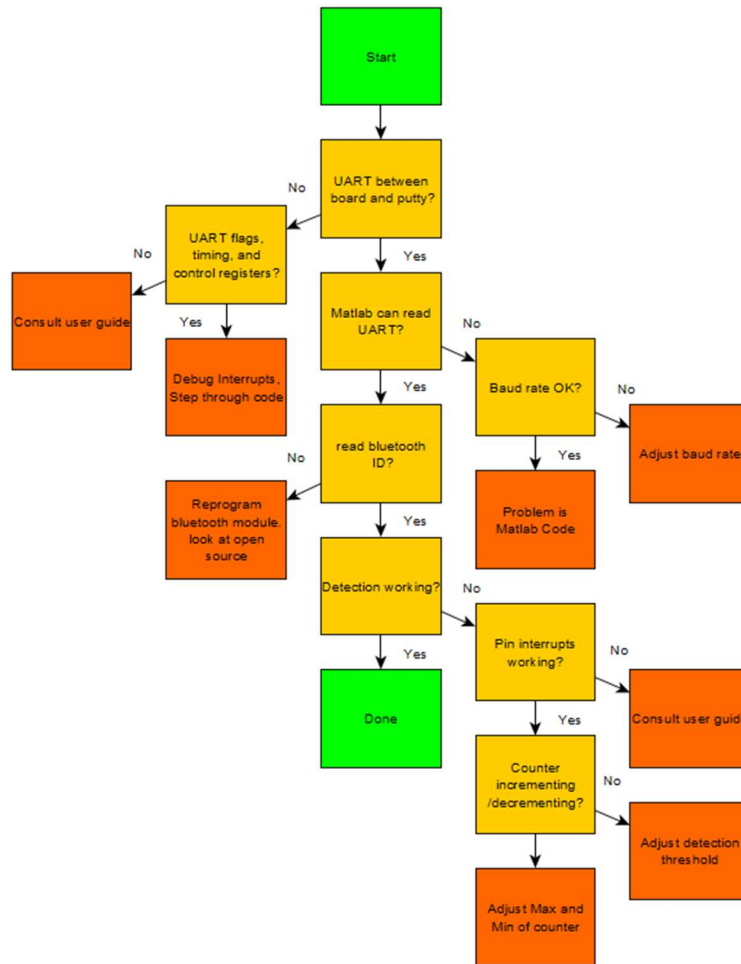 Start
UART between
board and putty?
No
Yes
UART flags,
timing, and
control registers?
No
Yes
Consult user guide
Debug Interrupts,
Step through code
Matlab can read
UART?
No
Yes
Baud rate OK?
No
Yes
Adjust baud rate
Problem is
Matlab Code
read bluetooth
ID?
No
Yes
Reprogram
bluetooth module.
look at open
source
Detection working?
No
Yes
Done
Pin interrupts
working?
No
Yes
Consult user guid
Counter
incrementing
/decrementing?
No
Adjust detection
threshold
Adjust Max and
Min of counter